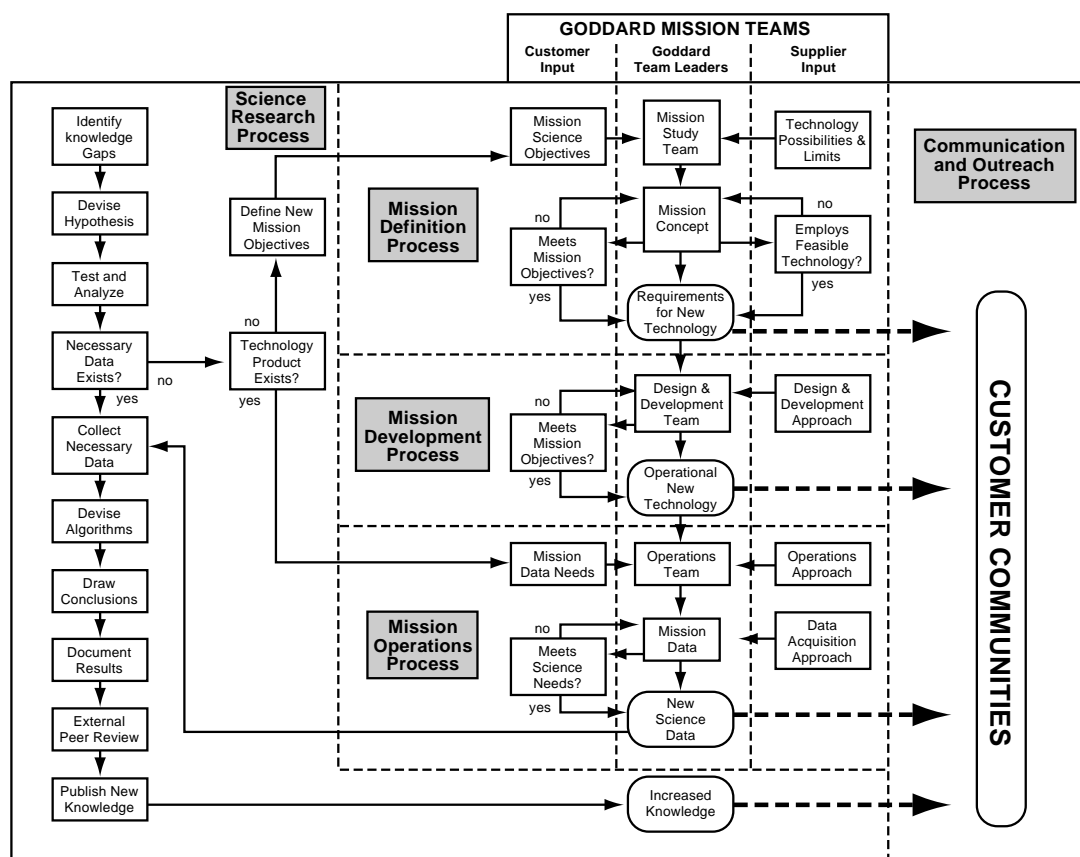 GODDARD MISSION TEAMS
Customer
Input
Goddard
Team Leaders
Supplier
Input
Science
Research
Process
Identify
knowledge
Gaps
Devise
Hypothesis
Test and
Analyze
Necessary
Data
Exists?
no
yes
Collect
Necessary
Data
Devise
Algorithms
Draw
Conclusions
Document
Results
External
Peer Review
Publish New
Knowledge
Define New
Mission
Objectives
no
Technology
Product
Exists?
yes
Mission
Definition
Process
Mission
Science
Objectives
Mission
Study
Team
Technology
Possibilities &
Limits
no
Meets
Mission
Objectives?
yes
Mission
Concept
no
Employs
Feasible
Technology?
yes
Requirements
for New
Technology
Mission
Development
Process
no
Meets Mission
Objectives?
yes
Design &
Development
Team
Design &
Development
Approach
Operational
New
Technology
Mission
Operations
Process
Mission
Data Needs
Operations
Team
Operations
Approach
no
Meets
Science
Needs?
yes
Mission
Data
Data
Acquisition
Approach
New
Science
Data
Increased
Knowledge
Communication
and Outreach
Process
CUSTOMER COMMUNITIES